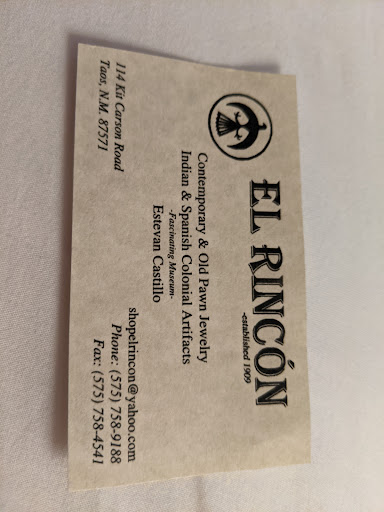 EL RINCÓN
-established 1909
Contemporary & Old Pawn Jewelry
Indian & Spanish Colonial Artifacts
-Fascinating Museum-
Estevan Castillo
114 Kit Carson Road
Taos, N.M. 87571
shopelrincon@yahoo.com
Phone: (575) 758-9188
Fax: (575) 758-4541